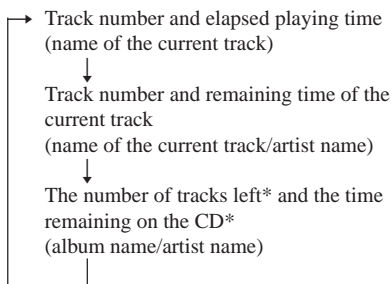 Track number and elapsed playing time
(name of the current track)
Track number and remaining time of the
current track
(name of the current track/artist name)
The number of tracks left* and the time
remaining on the CD*
(album name/artist name)